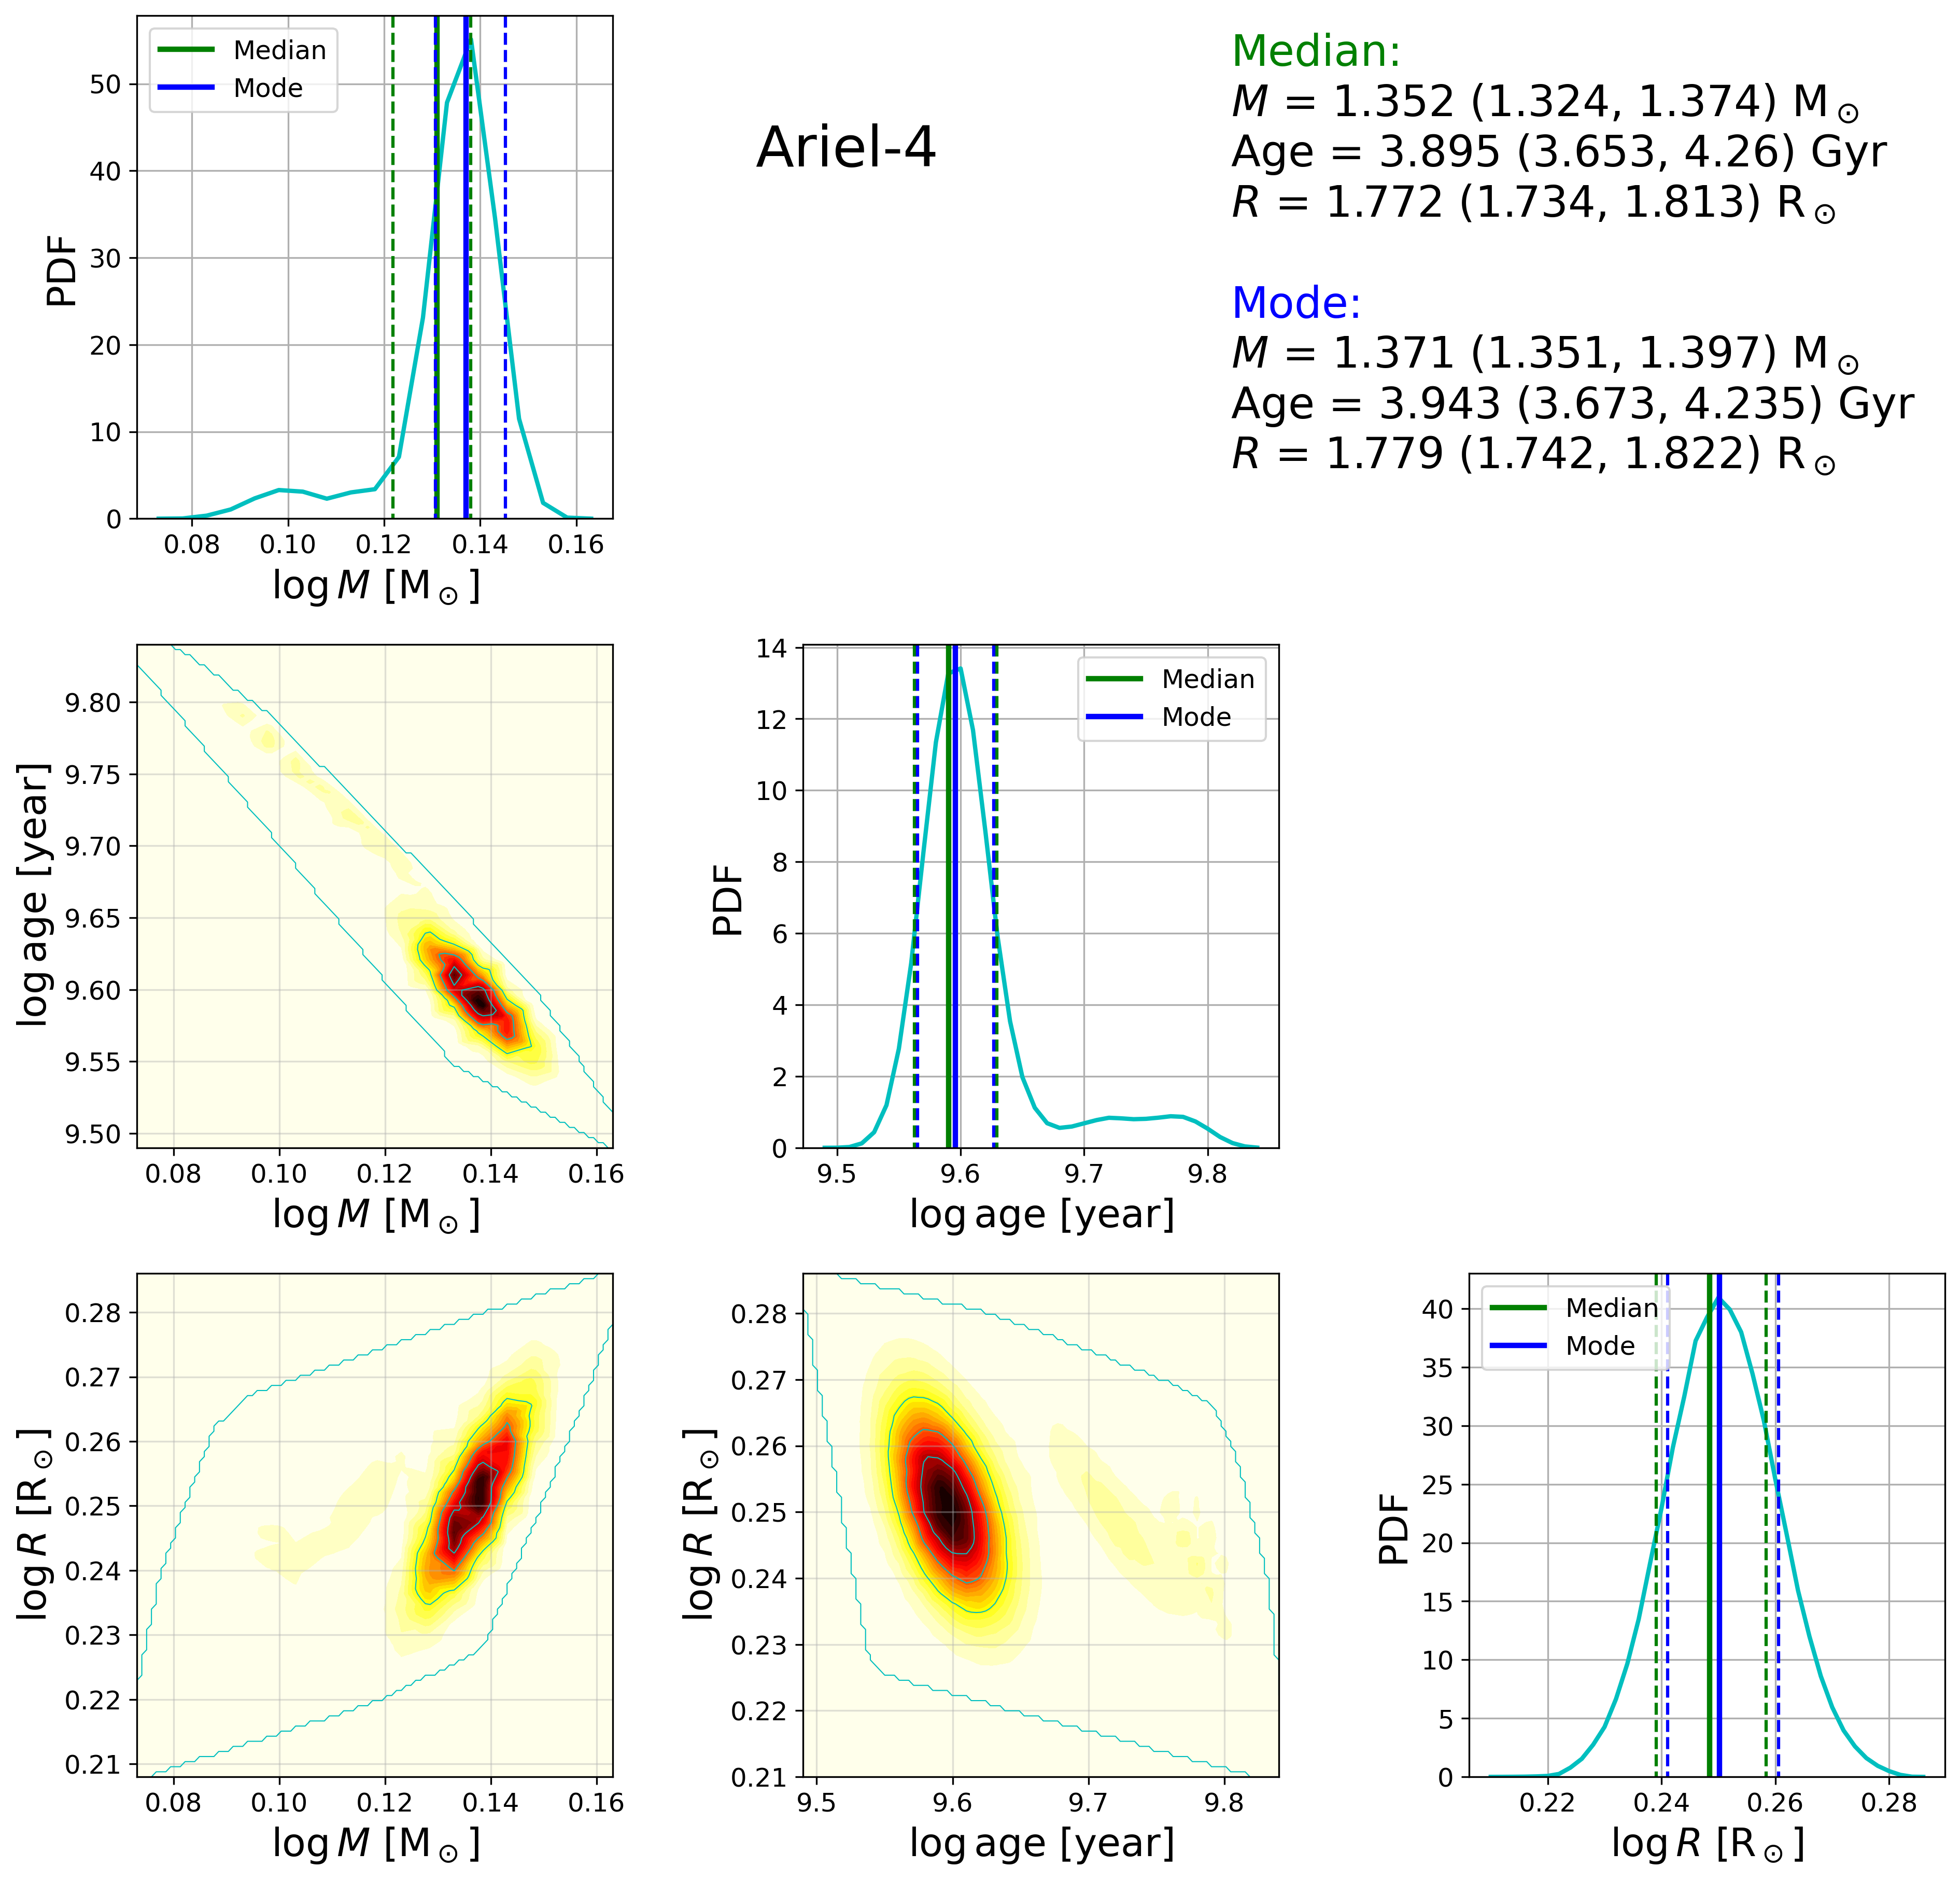 Median
Mode
50
40
30
20
10
0
PDF
0.08 0.10 0.12 0.14 0.16
log M [M⊙]
Ariel-4
Median:
M = 1.352 (1.324, 1.374) M⊙
Age = 3.895 (3.653, 4.26) Gyr
R = 1.772 (1.734, 1.813) R⊙
Mode:
M = 1.371 (1.351, 1.397) M⊙
Age = 3.943 (3.673, 4.235) Gyr
R = 1.779 (1.742, 1.822) R⊙
9.80
9.75
9.70
9.65
9.60
9.55
9.50
log age [year]
0.08 0.10 0.12 0.14 0.16
log M [M⊙]
Median
Mode
14
12
10
8
6
4
2
0
PDF
9.5 9.6 9.7 9.8
log age [year]
0.28
0.27
0.26
0.25
0.24
0.23
0.22
0.21
log R [R⊙]
0.08 0.10 0.12 0.14 0.16
log M [M⊙]
0.28
0.27
0.26
0.25
0.24
0.23
0.22
0.21
log R [R⊙]
9.5 9.6 9.7 9.8
log age [year]
Median
Mode
40
35
30
25
20
15
10
5
0
PDF
0.22 0.24 0.26 0.28
log R [R⊙]